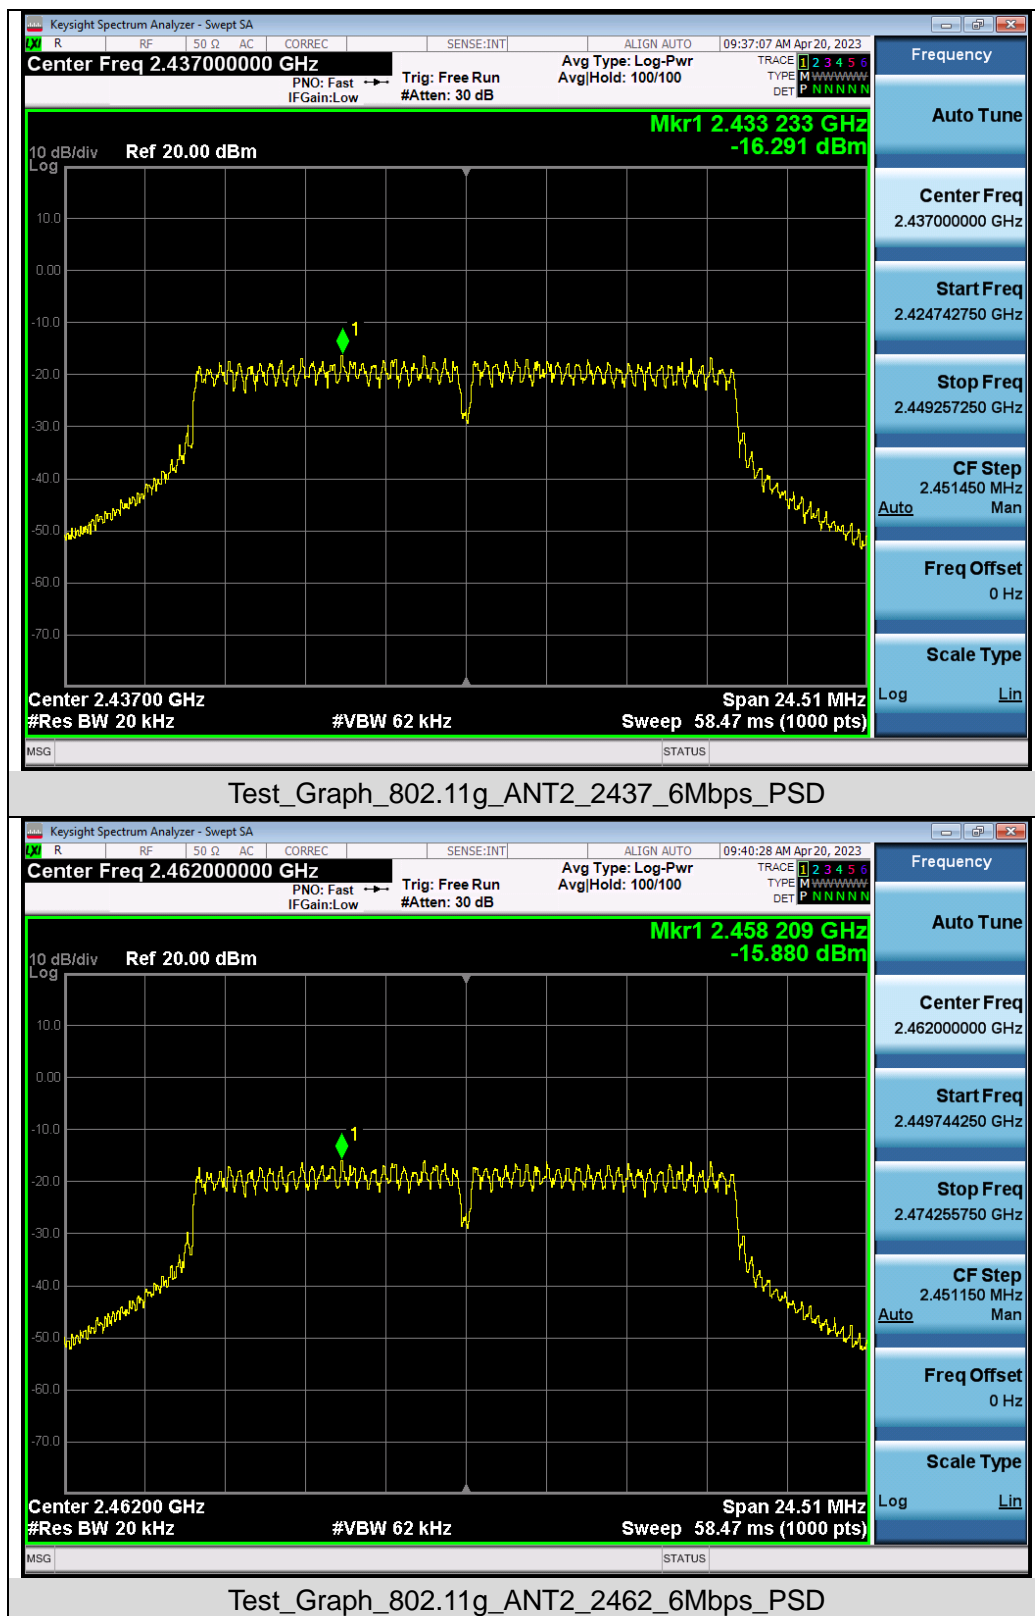 Keysight Spectrum Analyzer - Swept SA
LXI R RF 50 Ω AC CORREC SENSE:INT ALIGN AUTO 09:37:07 AM Apr 20, 2023
Center Freq 2.437000000 GHz
PNO: Fast
IFGain:Low
Trig: Free Run
#Atten: 30 dB
Avg Type: Log-Pwr
Avg|Hold: 100/100
TRACE 1 2 3 4 5 6
TYPE M WWWWW
DET P N N N N N
Mkr1 2.433 233 GHz
-16.291 dBm
10 dB/div Ref 20.00 dBm
Log
10.0
0.00
-10.0
1
-20.0
-30.0
-40.0
-50.0
-60.0
-70.0
Center 2.43700 GHz Span 24.51 MHz
#Res BW 20 kHz #VBW 62 kHz Sweep 58.47 ms (1000 pts)
MSG STATUS
Frequency
Auto Tune
Center Freq
2.437000000 GHz
Start Freq
2.424742750 GHz
Stop Freq
2.449257250 GHz
CF Step
2.451450 MHz
Auto Man
Freq Offset
0 Hz
Scale Type
Log Lin
Test_Graph_802.11g_ANT2_2437_6Mbps_PSD
Keysight Spectrum Analyzer - Swept SA
LXI R RF 50 Ω AC CORREC SENSE:INT ALIGN AUTO 09:40:28 AM Apr 20, 2023
Center Freq 2.462000000 GHz
PNO: Fast
IFGain:Low
Trig: Free Run
#Atten: 30 dB
Avg Type: Log-Pwr
Avg|Hold: 100/100
TRACE 1 2 3 4 5 6
TYPE M WWWWW
DET P N N N N N
Mkr1 2.458 209 GHz
-15.880 dBm
10 dB/div Ref 20.00 dBm
Log
10.0
0.00
-10.0
1
-20.0
-30.0
-40.0
-50.0
-60.0
-70.0
Center 2.46200 GHz Span 24.51 MHz
#Res BW 20 kHz #VBW 62 kHz Sweep 58.47 ms (1000 pts)
MSG STATUS
Frequency
Auto Tune
Center Freq
2.462000000 GHz
Start Freq
2.449744250 GHz
Stop Freq
2.474255750 GHz
CF Step
2.451150 MHz
Auto Man
Freq Offset
0 Hz
Scale Type
Log Lin
Test_Graph_802.11g_ANT2_2462_6Mbps_PSD